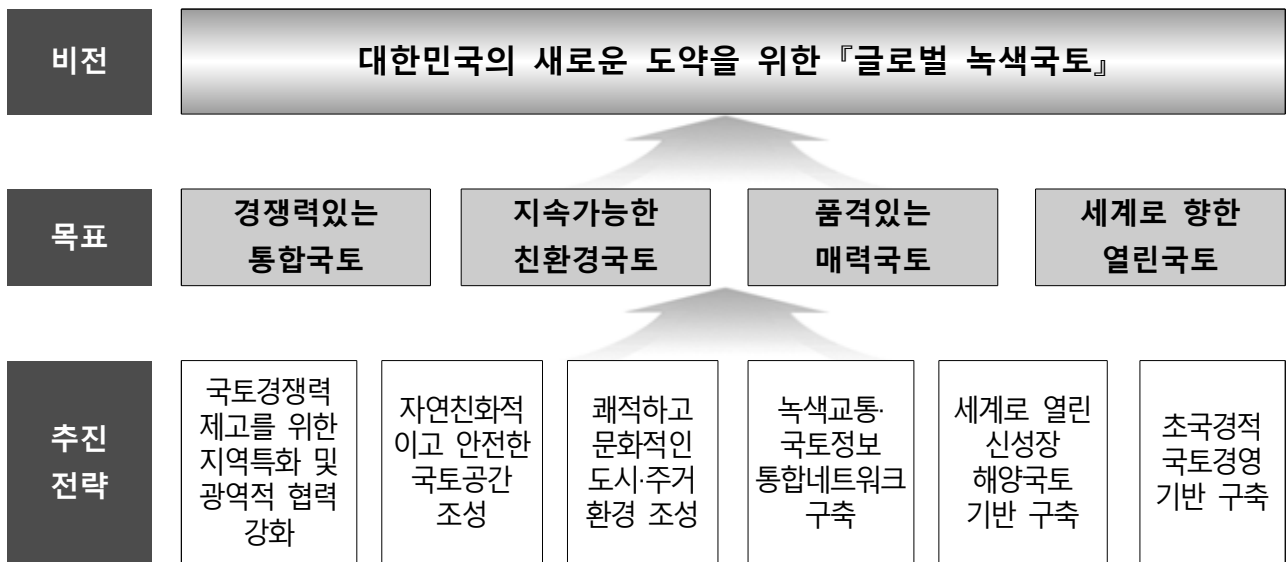 비전
대한민국의 새로운 도약을 위한『글로벌 녹색국토』
목표
경쟁력있는
통합국토
지속가능한
친환경국토
품격있는
매력국토
세계로 향한
열린국토
추진
전략
국토경쟁력
제고를 위한
지역특화 및
광역적 협력
강화
자연친화적
이고 안전한
국토공간
조성
쾌적하고
문화적인
도시·주거
환경 조성
녹색교통·
국토정보
통합네트워크
구축
세계로 열린
신성장
해양국토
기반 구축
초국경적
국토경영
기반 구축